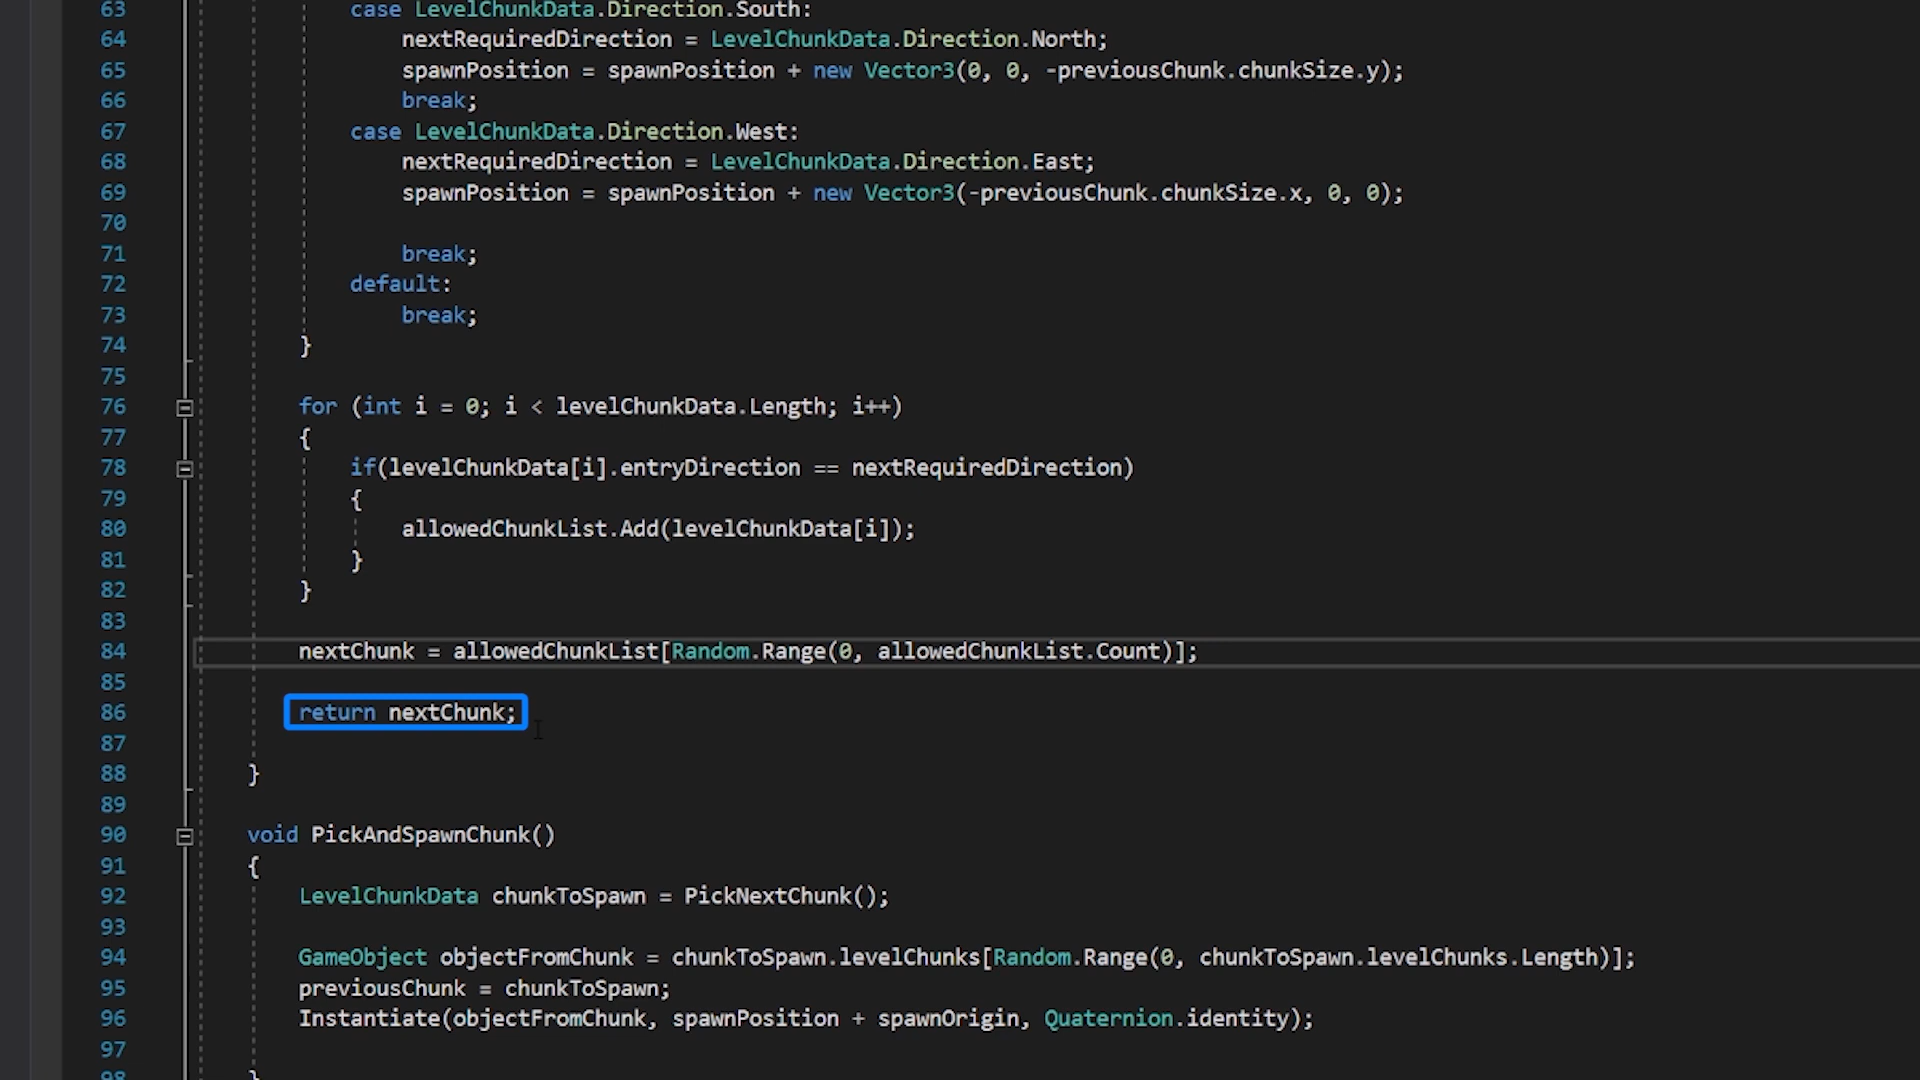 63 case LevelChunkData.Direction.South:
64 nextRequiredDirection = LevelChunkData.Direction.North;
65 spawnPosition = spawnPosition + new Vector3(0, 0, -previousChunk.chunkSize.y);
66 break;
67 case LevelChunkData.Direction.West:
68 nextRequiredDirection = LevelChunkData.Direction.East;
69 spawnPosition = spawnPosition + new Vector3(-previousChunk.chunkSize.x, 0, 0);
70
71 break;
72 default:
73 break;
74 }
75
76 for (int i = 0; i < levelChunkData.Length; i++)
77 {
78 if(levelChunkData[i].entryDirection == nextRequiredDirection)
79 {
80 allowedChunkList.Add(levelChunkData[i]);
81 }
82 }
83
84 nextChunk = allowedChunkList[Random.Range(0, allowedChunkList.Count)];
85
86 return nextChunk;
87
88 }
89
90 void PickAndSpawnChunk()
91 {
92 LevelChunkData chunkToSpawn = PickNextChunk();
93
94 GameObject objectFromChunk = chunkToSpawn.levelChunks[Random.Range(0, chunkToSpawn.levelChunks.Length)];
95 previousChunk = chunkToSpawn;
96 Instantiate(objectFromChunk, spawnPosition + spawnOrigin, Quaternion.identity);
97
98 }